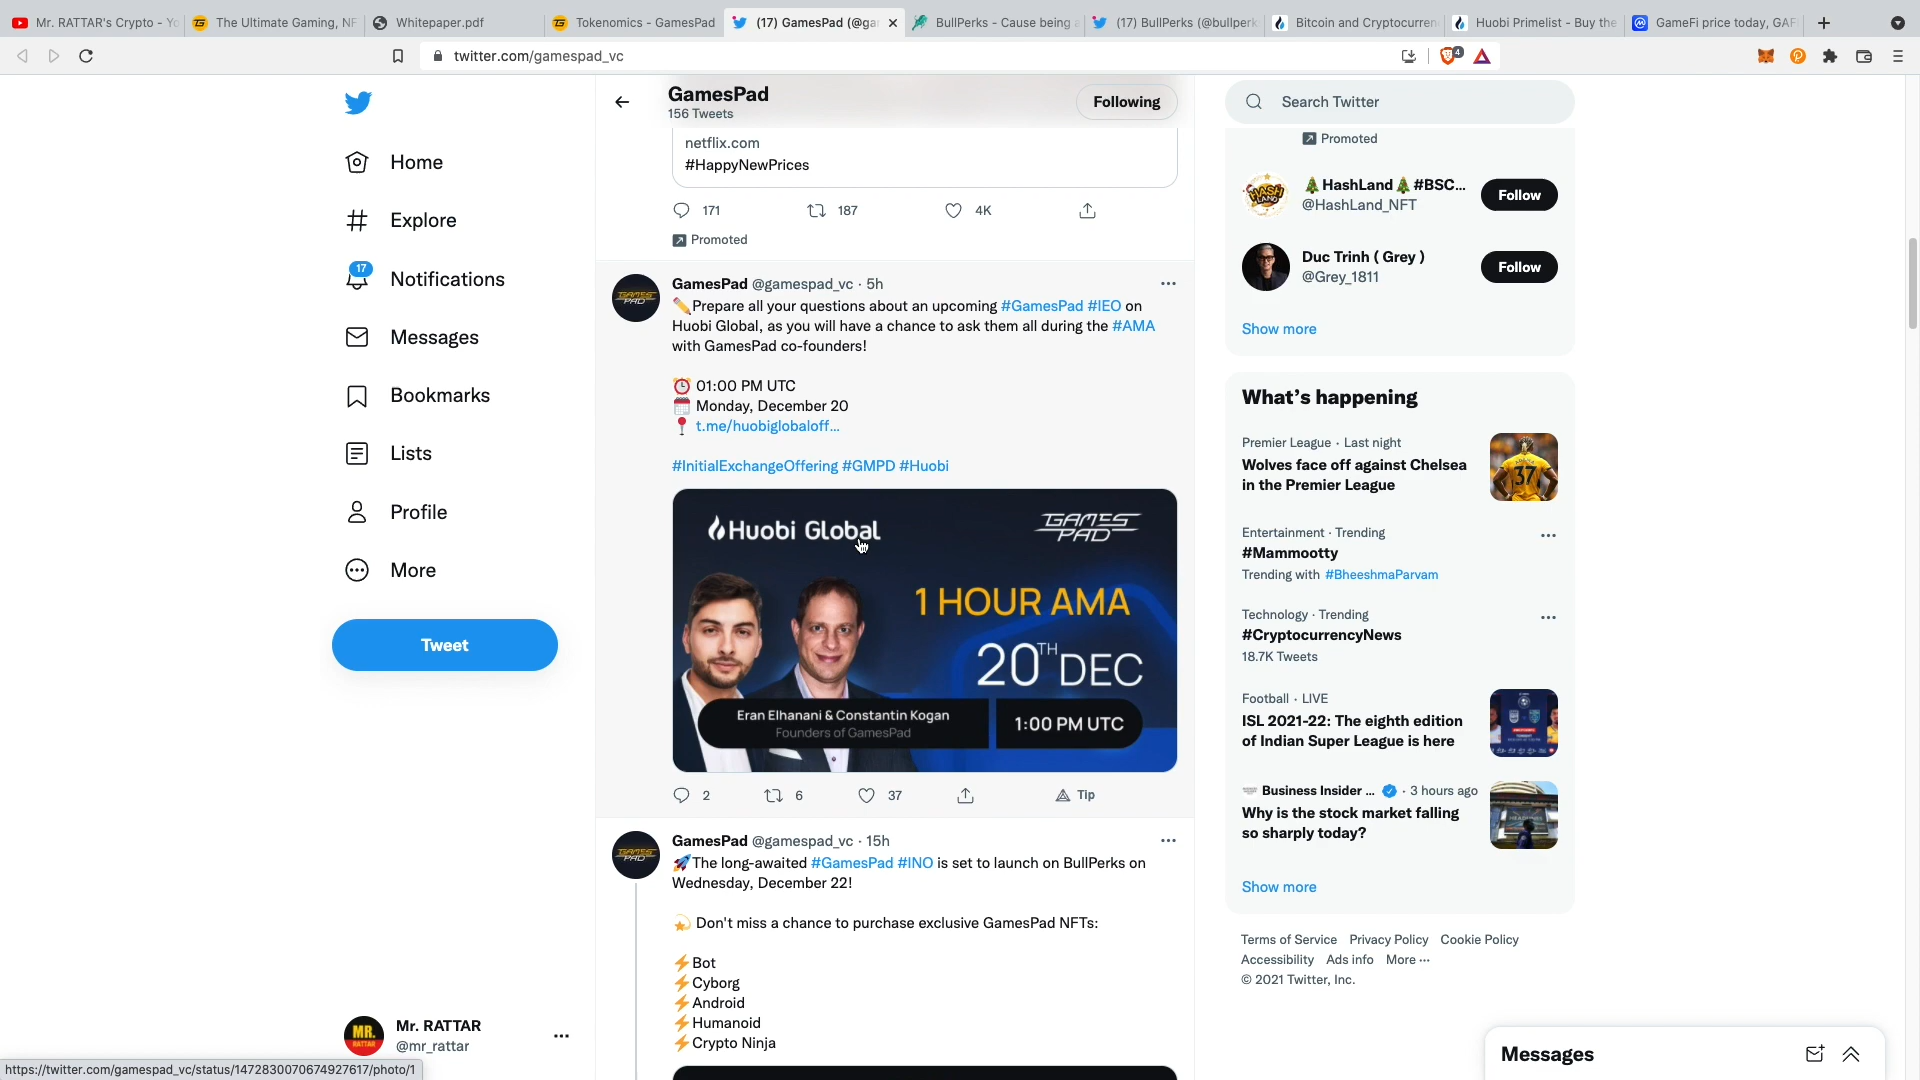 Mr. RATTAR's Crypto - Yo
The Ultimate Gaming, NF
Whitepaper.pdf
Tokenomics - GamesPad
(17) GamesPad (@ga
BullPerks - Cause being a
(17) BullPerks (@bullperk
Bitcoin and Cryptocurren
Huobi Primelist - Buy the
GameFi price today, GAF
twitter.com/gamespad_vc
4
Home
Explore
17
Notifications
Messages
Bookmarks
Lists
Profile
More
Tweet
MR.
RATTAR
Mr. RATTAR
@mr_rattar
https://twitter.com/gamespad_vc/status/1472830070674927617/photo/1
GamesPad
156 Tweets
Following
netflix.com
#HappyNewPrices
171
187
4K
Promoted
GamesPad @gamespad_vc · 5h
✏️Prepare all your questions about an upcoming #GamesPad #IEO on
Huobi Global, as you will have a chance to ask them all during the #AMA
with GamesPad co-founders!
⏰ 01:00 PM UTC
🗓 Monday, December 20
📍 t.me/huobiglobaloff…
#InitialExchangeOffering #GMPD #Huobi
Huobi Global
GAMES
PAD
1 HOUR AMA
20TH DEC
Eran Elhanani & Constantin Kogan
Founders of GamesPad
1:00 PM UTC
2
6
37
Tip
GamesPad @gamespad_vc · 15h
🚀The long-awaited #GamesPad #INO is set to launch on BullPerks on
Wednesday, December 22!
💫 Don't miss a chance to purchase exclusive GamesPad NFTs:
⚡Bot
⚡Cyborg
⚡Android
⚡Humanoid
⚡Crypto Ninja
Search Twitter
Promoted
HASH
LAND
🎄HashLand🎄#BSC...
@HashLand_NFT
Follow
Duc Trinh ( Grey )
@Grey_1811
Follow
Show more
What's happening
Premier League · Last night
Wolves face off against Chelsea
in the Premier League
37
Entertainment · Trending
#Mammootty
Trending with #BheeshmaParvam
Technology · Trending
#CryptocurrencyNews
18.7K Tweets
Football · LIVE
ISL 2021-22: The eighth edition
of Indian Super League is here
Business Insider ... · 3 hours ago
Why is the stock market falling
so sharply today?
Show more
Terms of Service Privacy Policy Cookie Policy
Accessibility Ads info More ···
© 2021 Twitter, Inc.
Messages